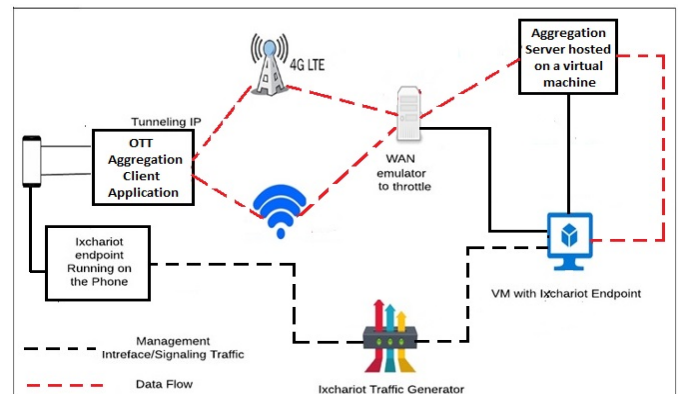 Aggregation
Server hosted
on a virtual
machine
4G LTE
Tunneling IP
OTT
Aggregation
Client
Application
WAN
emulator
to throttle
Ixchariot
endpoint
Running on
the Phone
VM with Ixchariot Endpoint
Management
Intreface/Signaling Traffic
Data Flow
Ixchariot Traffic Generator